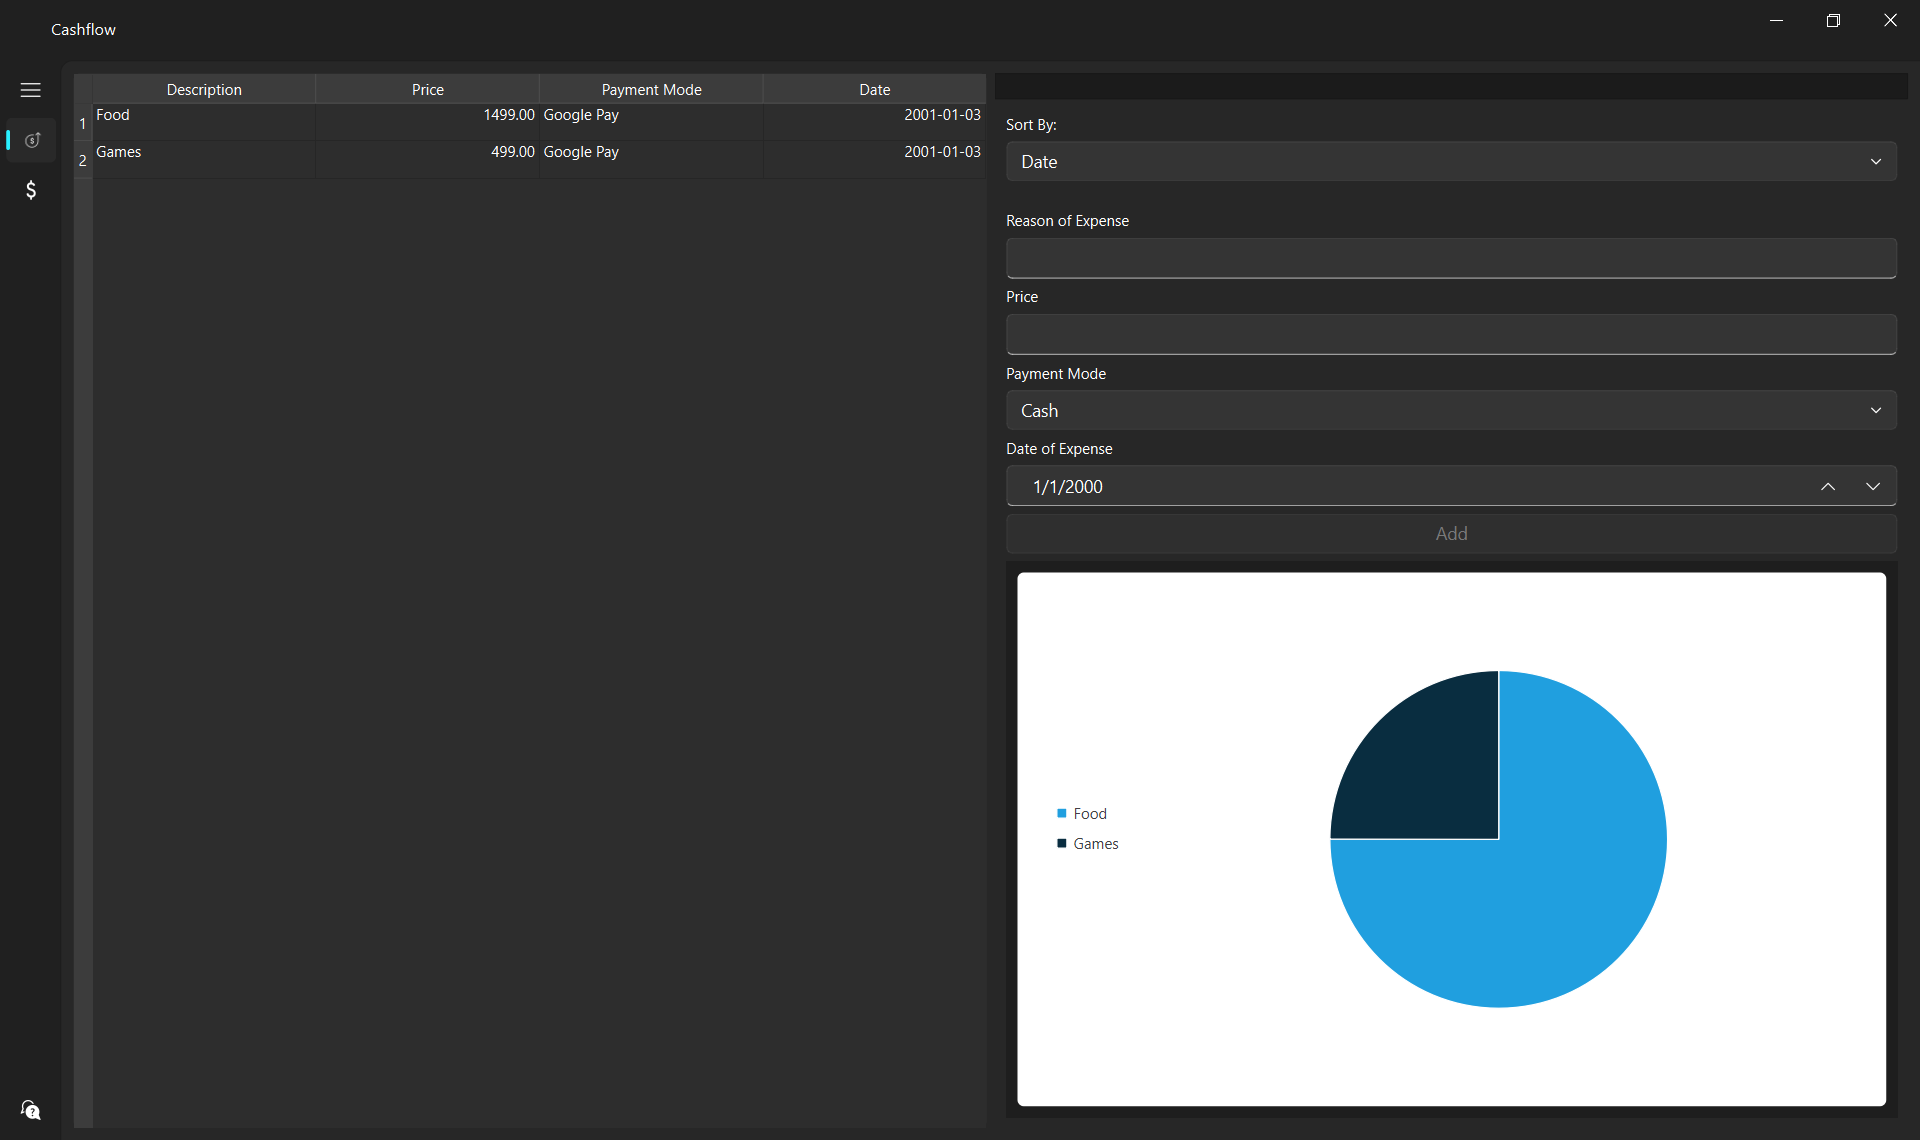 Cashflow
Description Price Payment Mode Date
1 Food 1499.00 Google Pay 2001-01-03
2 Games 499.00 Google Pay 2001-01-03
Sort By:
Date
Reason of Expense
Price
Payment Mode
Cash
Date of Expense
1/1/2000
Add
Food
Games